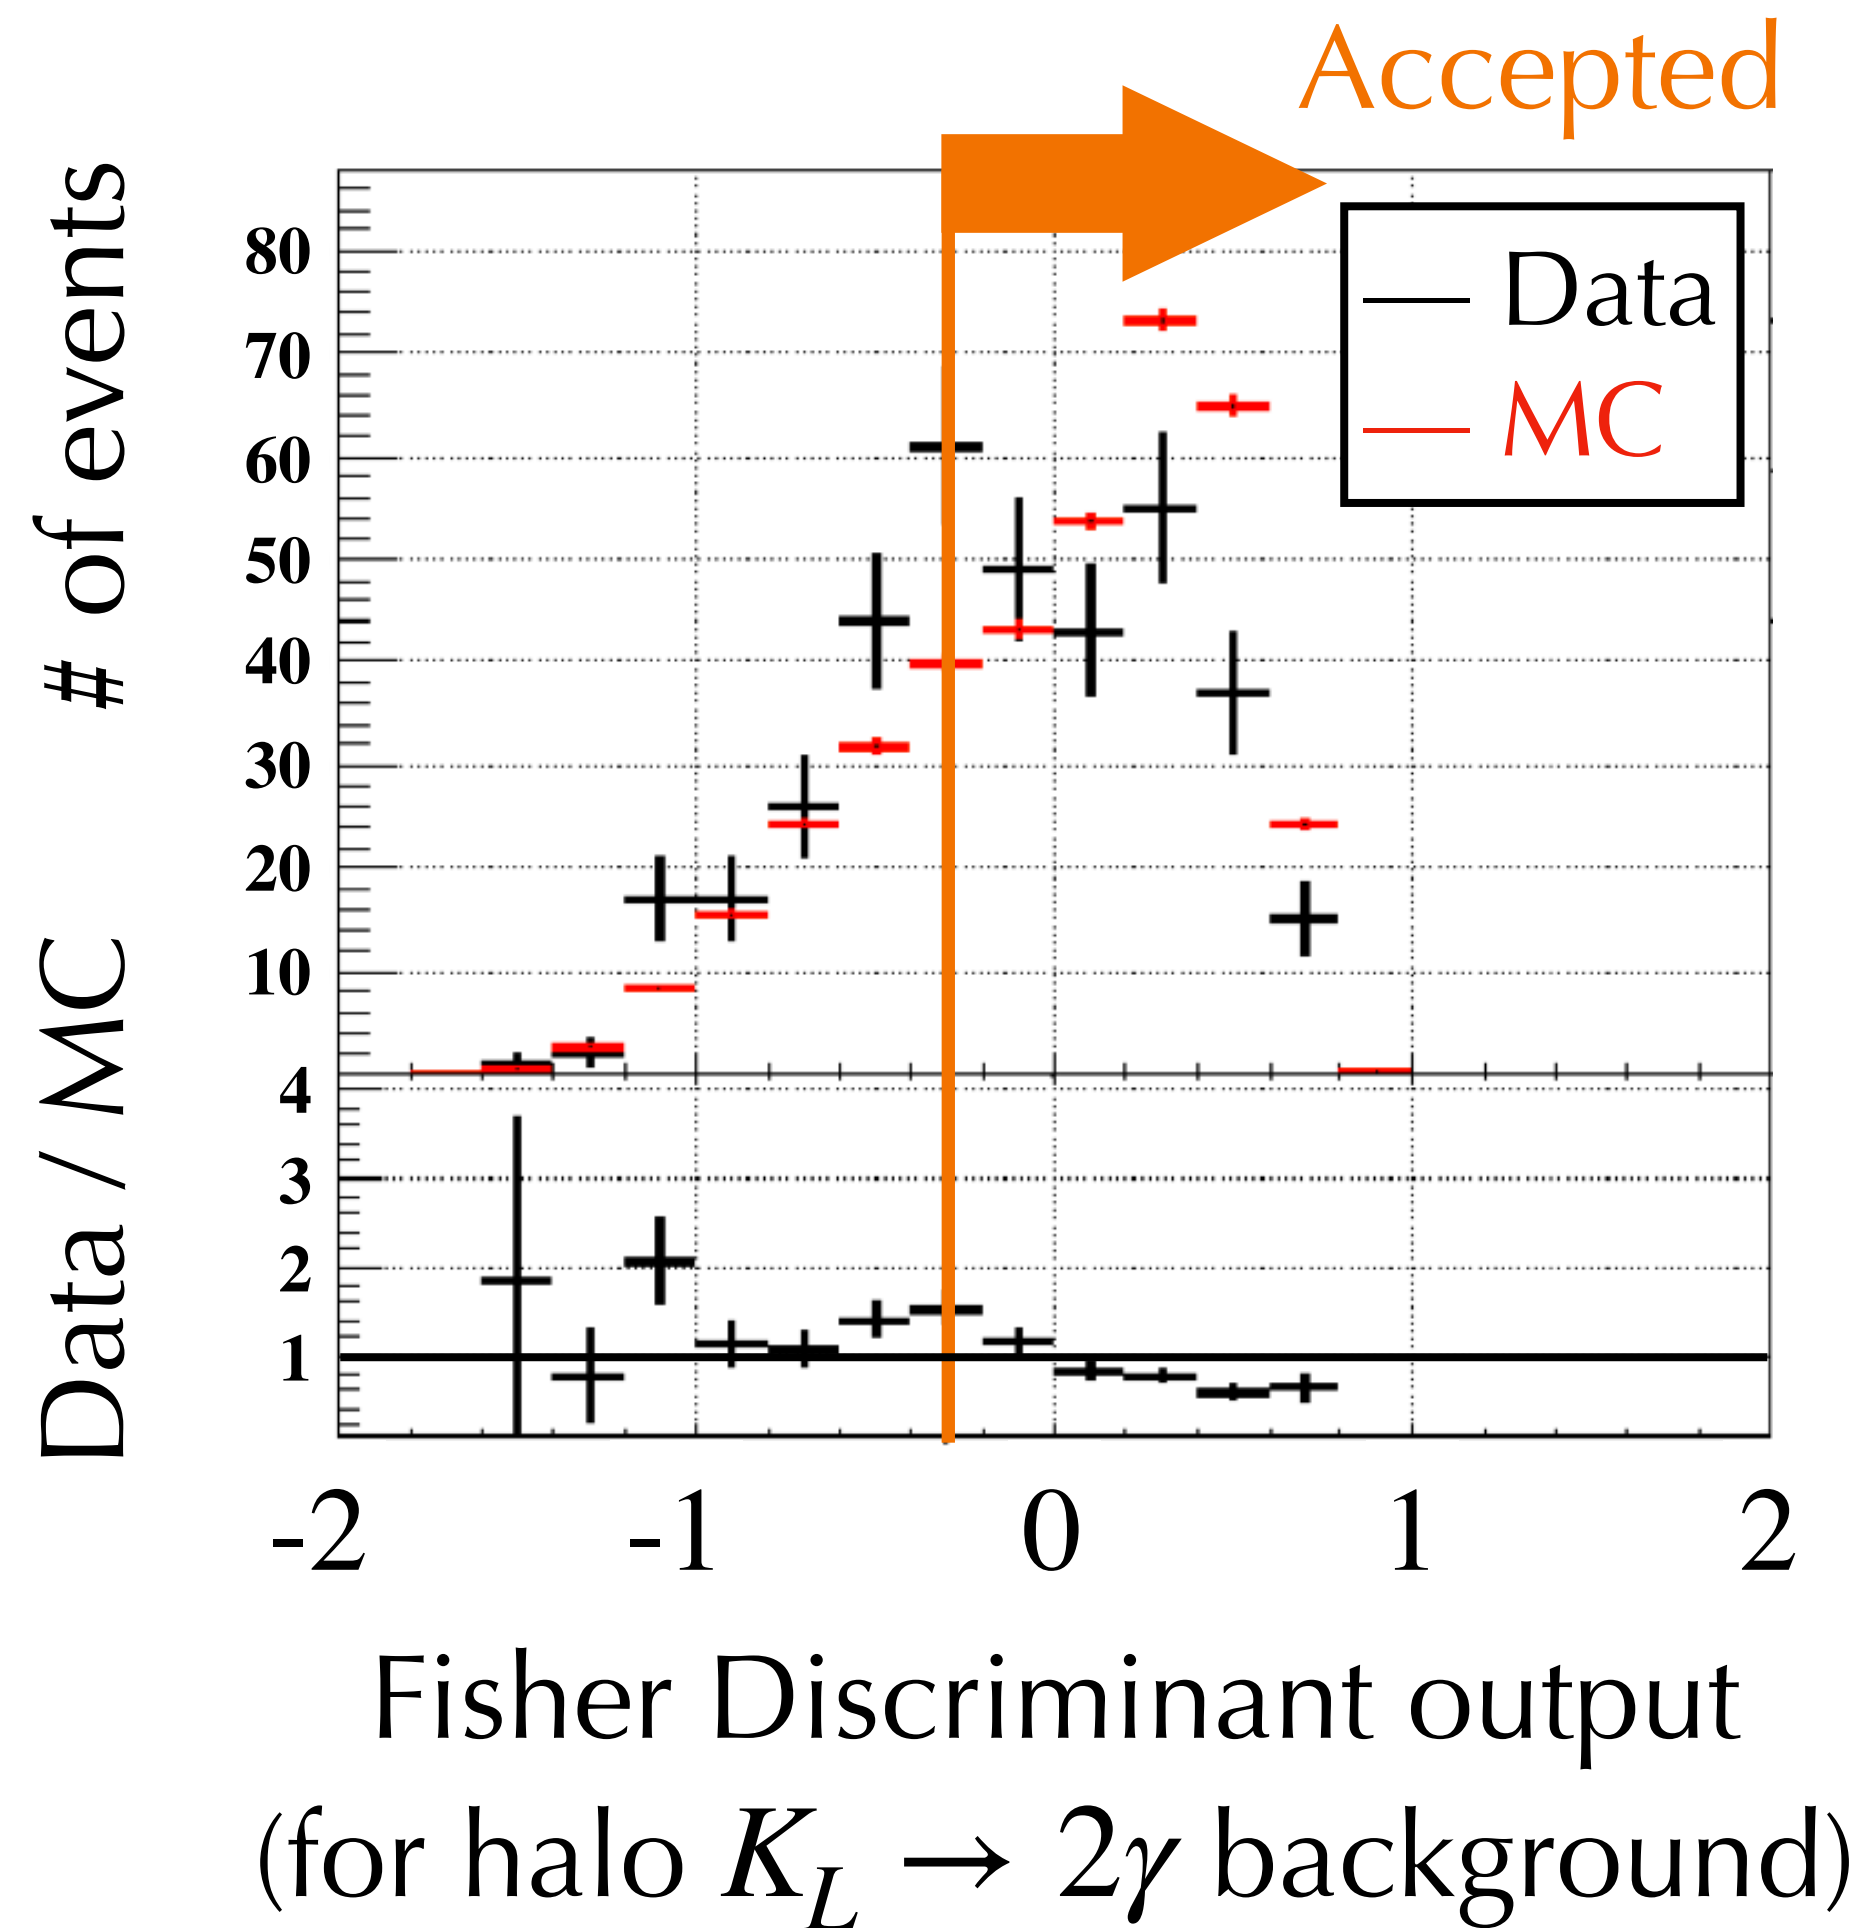 Accepted
# of events
80
70
60
50
40
30
20
10
Data
MC
Data / MC
4
3
2
1
-2 -1 0 1 2
Fisher Discriminant output
(for halo K_L → 2γ background)